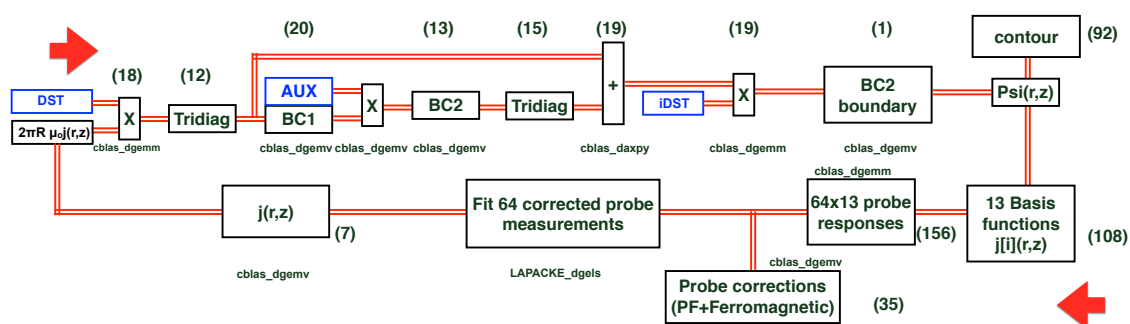 (20)
(13)
(15)
(19)
(19)
(1)
contour
(92)
(18)
(12)
DST
X
Tridiag
AUX
BC1
X
BC2
Tridiag
+
iDST
X
BC2
boundary
Psi(r,z)
2πR μ₀j(r,z)
cblas_dgemm
cblas_dgemv
cblas_dgemv
cblas_dgemv
cblas_daxpy
cblas_dgemm
cblas_dgemv
cblas_dgemm
j(r,z)
(7)
Fit 64 corrected probe
measurements
64x13 probe
responses
(156)
13 Basis
functions
j[i](r,z)
(108)
cblas_dgemv
LAPACKE_dgels
cblas_dgemv
Probe corrections
(PF+Ferromagnetic)
(35)